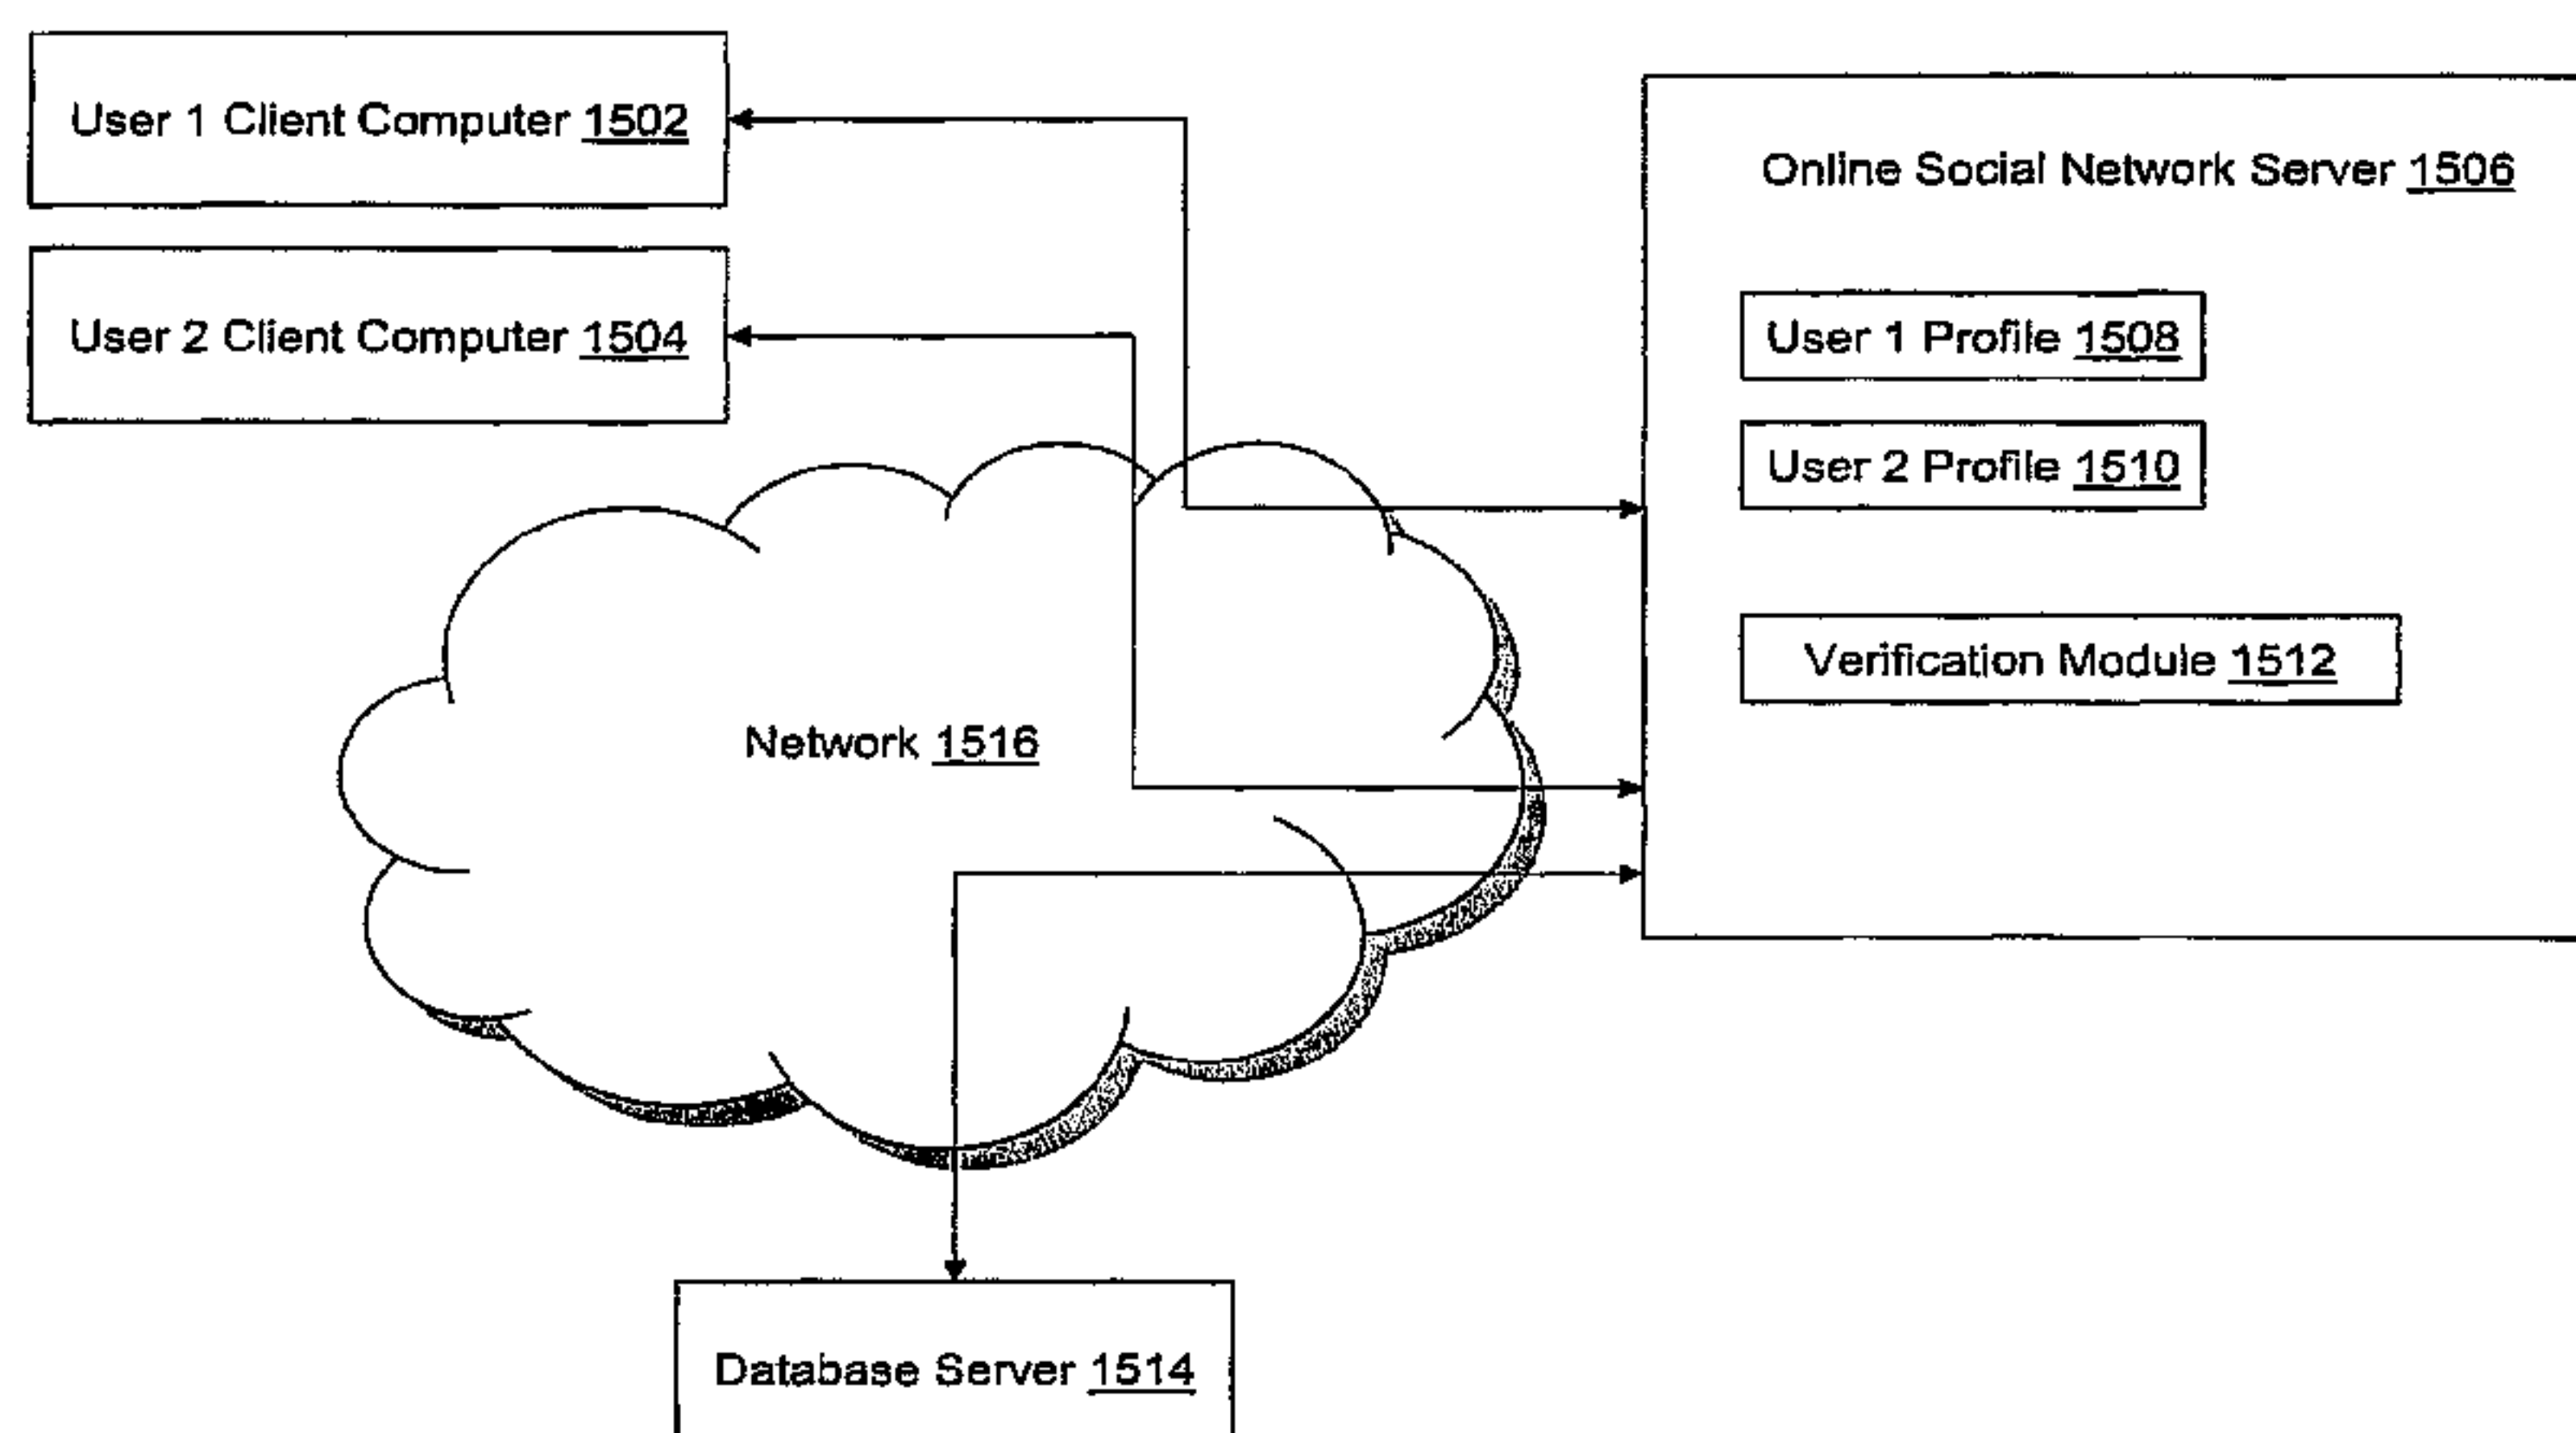 User 1 Client Computer 1502
User 2 Client Computer 1504
Online Social Network Server 1506
User 1 Profile 1508
User 2 Profile 1510
Verification Module 1512
Network 1516
Database Server 1514